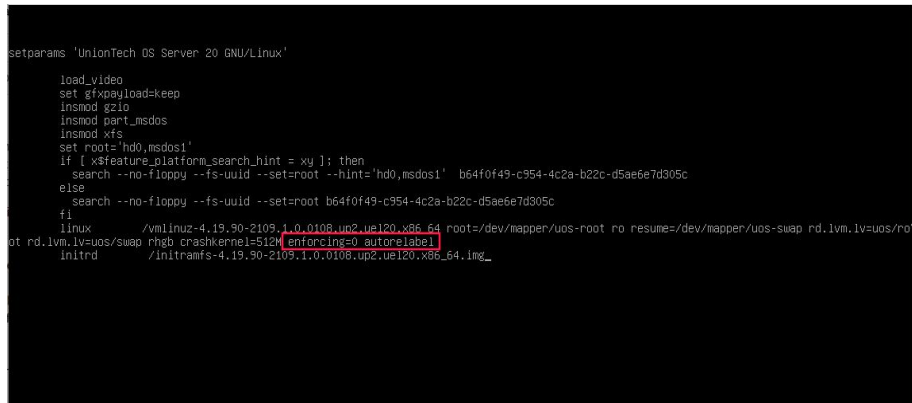 setparams 'UnionTech OS Server 20 GNU/Linux'
load_video
set gfxpayload=keep
insmod gzio
insmod part_msdos
insmod xfs
set root='hd0,msdos1'
if [ x$feature_platform_search_hint = xy ]; then
search --no-floppy --fs-uuid --set=root --hint='hd0,msdos1'  b64f0f49-c954-4c2a-b22c-d5ae6e7d305c
else
search --no-floppy --fs-uuid --set=root b64f0f49-c954-4c2a-b22c-d5ae6e7d305c
fi
linux /vmlinuz-4.19.90-2109.1.0.0108.up2.uel20.x86_64 root=/dev/mapper/uos-root ro resume=/dev/mapper/uos-swap rd.lvm.lv=uos/ro\
ot rd.lvm.lv=uos/swap rhgb crashkernel=512M enforcing=0 autorelabel
initrd /initramfs-4.19.90-2109.1.0.0108.up2.uel20.x86_64.img_